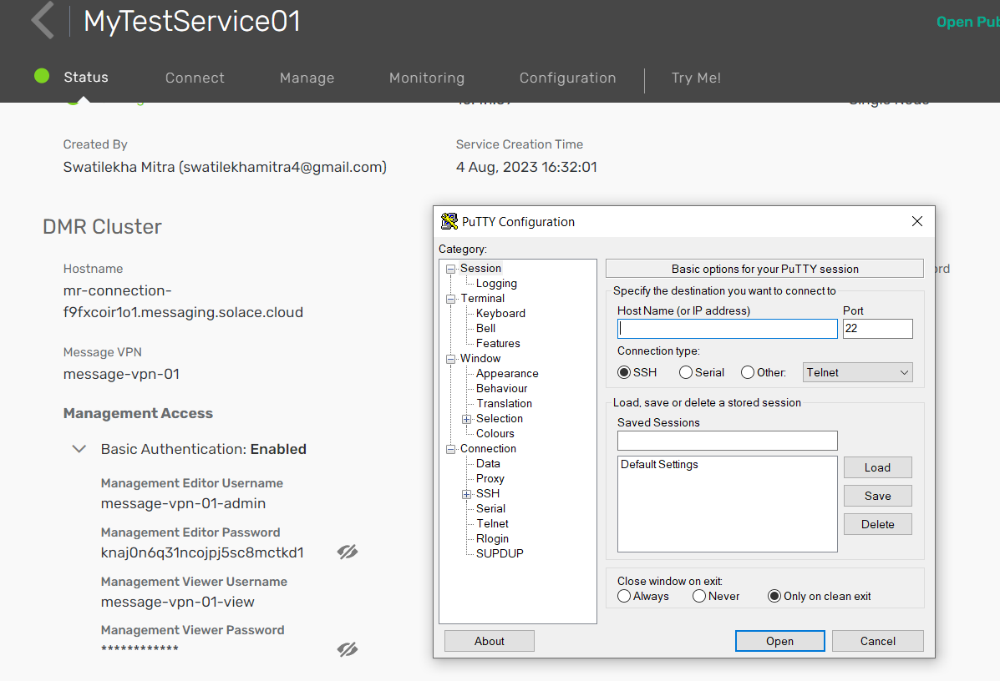 MyTestService01
Open Pub
Status
Connect
Manage
Monitoring
Configuration
Try Me!
Created By
Service Creation Time
Swatilekha Mitra (swatilekhamitra4@gmail.com)
4 Aug, 2023 16:32:01
DMR Cluster
Hostname
mr-connection-
f9fxcoir1o1.messaging.solace.cloud
Message VPN
message-vpn-01
Management Access
Basic Authentication: Enabled
Management Editor Username
message-vpn-01-admin
Management Editor Password
knaj0n6q31ncojpj5sc8mctkd1
Management Viewer Username
message-vpn-01-view
Management Viewer Password
************
PuTTY Configuration
Category:
Session
Logging
Terminal
Keyboard
Bell
Features
Window
Appearance
Behaviour
Translation
Selection
Colours
Connection
Data
Proxy
SSH
Serial
Telnet
Rlogin
SUPDUP
Basic options for your PuTTY session
Specify the destination you want to connect to
Host Name (or IP address)
Port
22
Connection type:
SSH
Serial
Other:
Telnet
Load, save or delete a stored session
Saved Sessions
Default Settings
Load
Save
Delete
Close window on exit:
Always
Never
Only on clean exit
About
Open
Cancel
ord